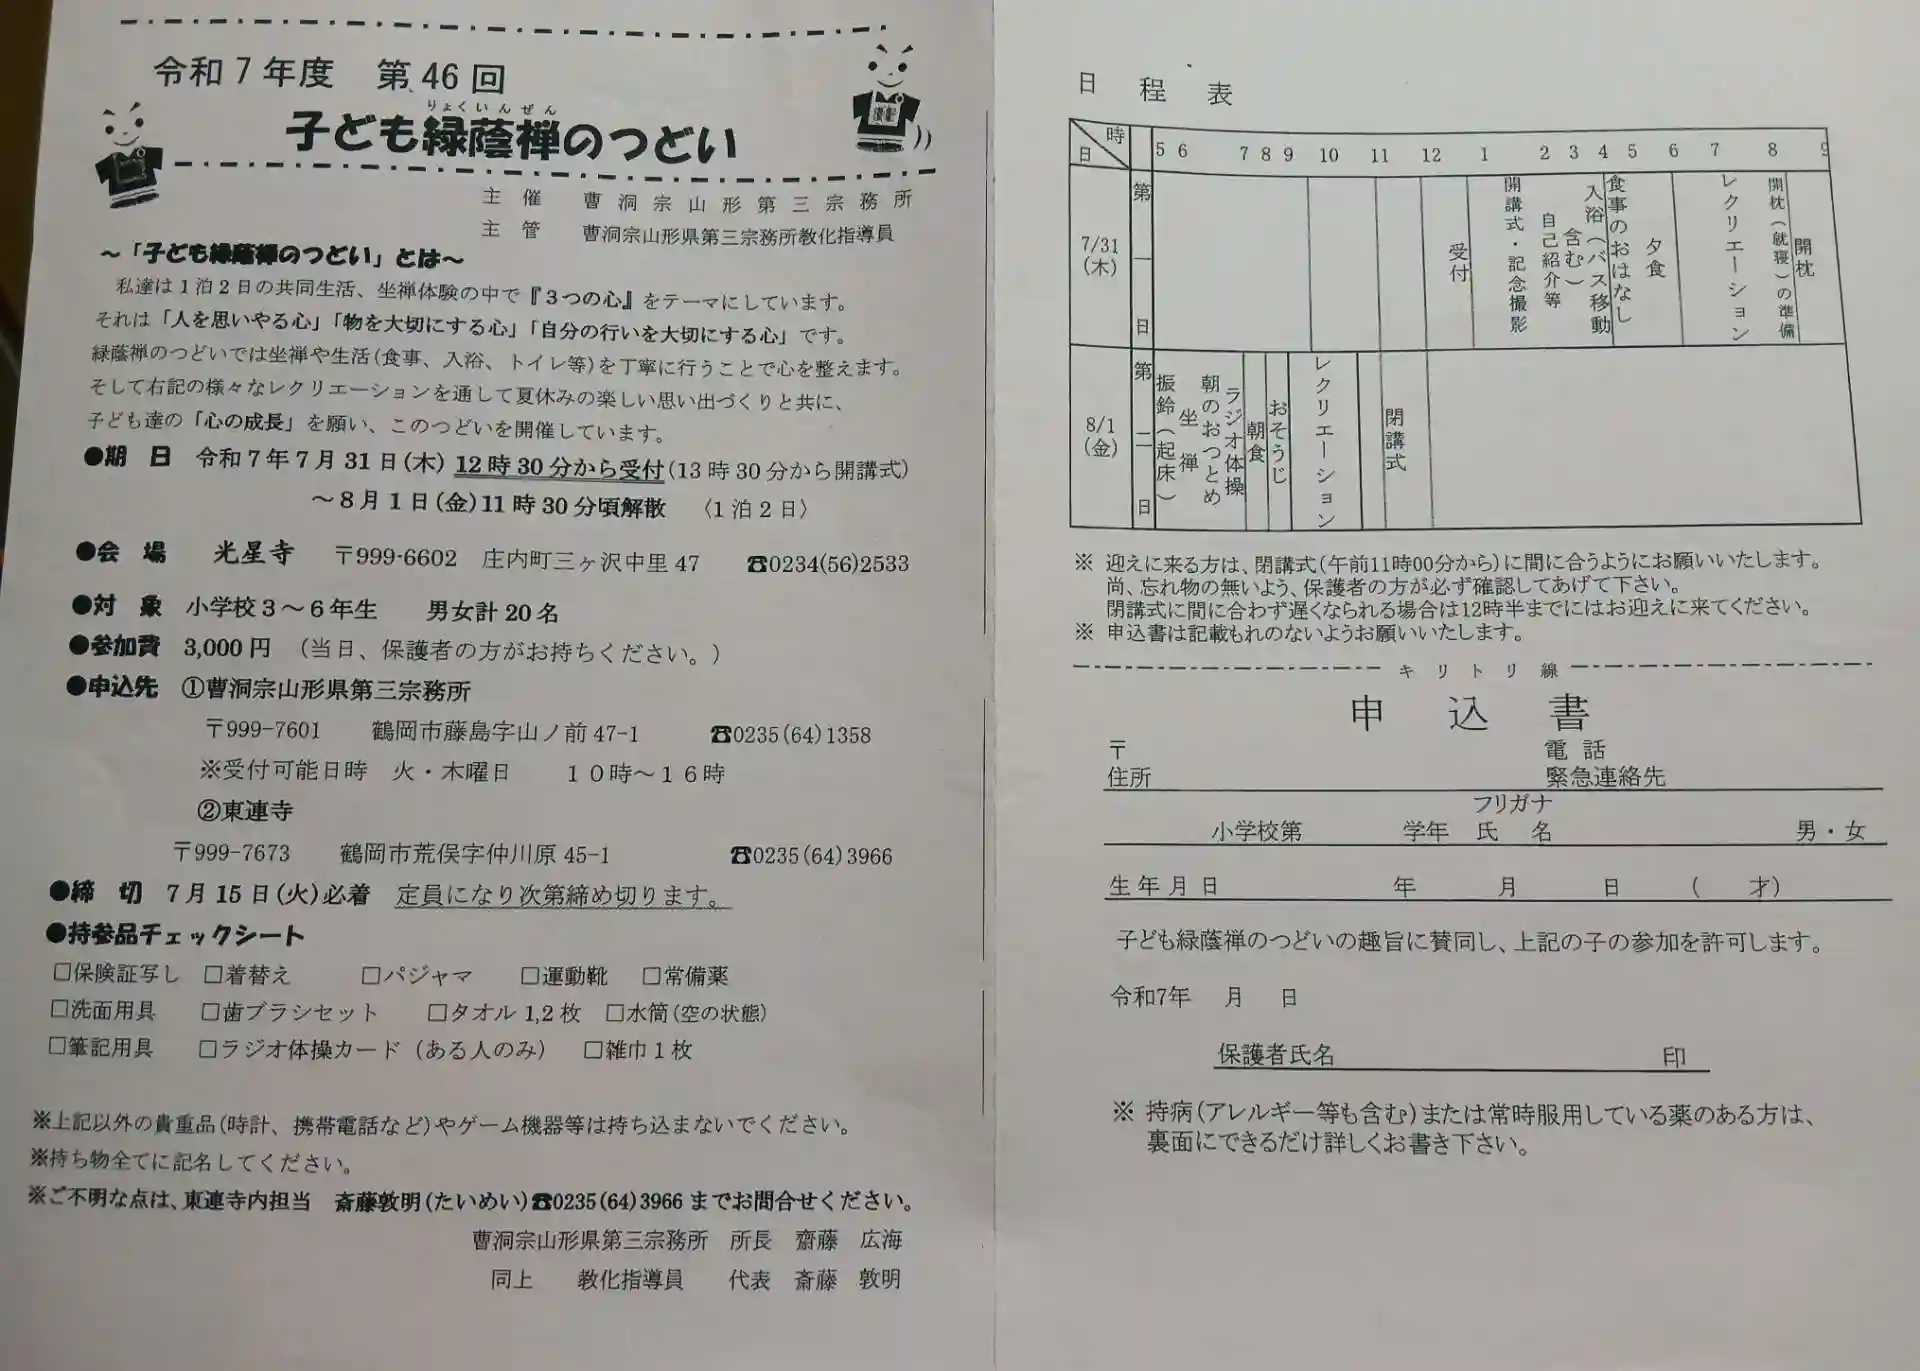 令和7年度　第46回
りょくいんぜん
子ども緑蔭禅のつどい
主　催　曹洞宗山形第三宗務所
主　管　曹洞宗山形県第三宗務所教化指導員
～「子ども緑蔭禅のつどい」とは～
私達は1泊2日の共同生活、坐禅体験の中で『3つの心』をテーマにしています。
それは「人を思いやる心」「物を大切にする心」「自分の行いを大切にする心」です。
緑蔭禅のつどいでは坐禅や生活(食事、入浴、トイレ等)を丁寧に行うことで心を整えます。
そして右記の様々なレクリエーションを通して夏休みの楽しい思い出づくりと共に、
子ども達の「心の成長」を願い、このつどいを開催しています。
●期　日　令和7年7月31日(木) 12時30分から受付(13時30分から開講式)
～8月1日(金)11時30分頃解散　〈1泊2日〉
●会　場　光星寺　〒999-6602　庄内町三ヶ沢中里47　☎0234(56)2533
●対　象　小学校3～6年生　男女計20名
●参加費　3,000円　（当日、保護者の方がお持ちください。）
●申込先　①曹洞宗山形県第三宗務所
〒999-7601　鶴岡市藤島字山ノ前47-1　☎0235(64)1358
※受付可能日時　火・木曜日　１０時～１６時
②東連寺
〒999-7673　鶴岡市荒俣字仲川原45-1　☎0235(64)3966
●締　切　7月15日(火)必着　定員になり次第締め切ります。
●持参品チェックシート
□保険証写し　□着替え　□パジャマ　□運動靴　□常備薬
□洗面用具　□歯ブラシセット　□タオル1,2枚　□水筒(空の状態)
□筆記用具　□ラジオ体操カード（ある人のみ）　□雑巾1枚
※上記以外の貴重品(時計、携帯電話など)やゲーム機器等は持ち込まないでください。
※持ち物全てに記名してください。
※ご不明な点は、東連寺内担当　斎藤敦明(たいめい)☎0235(64)3966までお問合せください。
曹洞宗山形県第三宗務所　所長　齋藤　広海
同上　教化指導員　代表　斎藤　敦明
日　程　表
時
日
5 6 7 8 9 10 11 12 1 2 3 4 5 6 7 8 9
7/31
(木)
第一日
受付
開講式・記念撮影
自己紹介等
入浴（バス移動
含む）
食事のおはなし
夕食
レクリエーション
開枕（就寝）の準備
開枕
8/1
(金)
第二日
振鈴（起床）
坐禅
朝のおつとめ
ラジオ体操
朝食
おそうじ
レクリエーション
閉講式
※ 迎えに来る方は、閉講式(午前11時00分から)に間に合うようにお願いいたします。
尚、忘れ物の無いよう、保護者の方が必ず確認してあげて下さい。
閉講式に間に合わず遅くなられる場合は12時半までにはお迎えに来てください。
※ 申込書は記載もれのないようお願いいたします。
キリトリ線
申　込　書
〒　電 話
住所　緊急連絡先
フリガナ
小学校第　学年　氏　名　男・女
生年月日　年　月　日　(　才)
子ども緑蔭禅のつどいの趣旨に賛同し、上記の子の参加を許可します。
令和7年　月　日
保護者氏名　印
※ 持病(アレルギー等も含む)または常時服用している薬のある方は、
裏面にできるだけ詳しくお書き下さい。